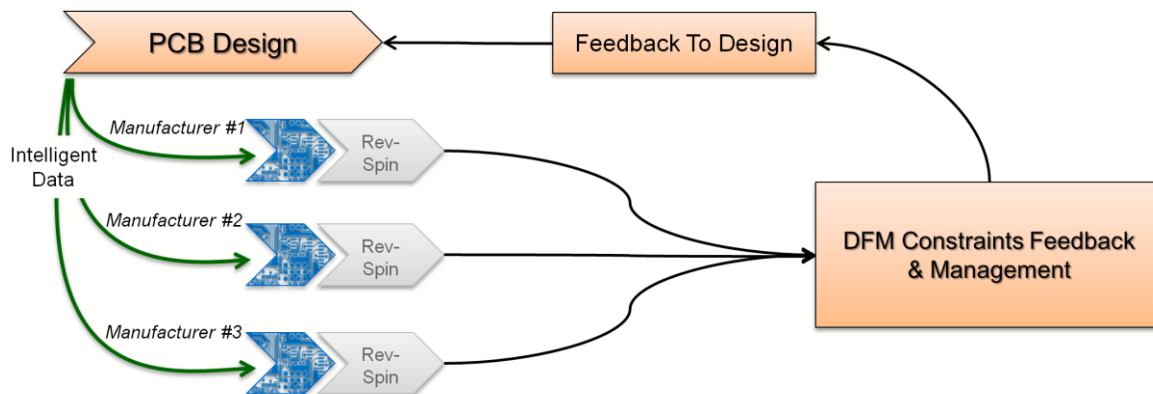 PCB Design
Feedback To Design
Manufacturer #1
Rev-
Spin
Intelligent
Data
Manufacturer #2
Rev-
Spin
DFM Constraints Feedback
& Management
Manufacturer #3
Rev-
Spin